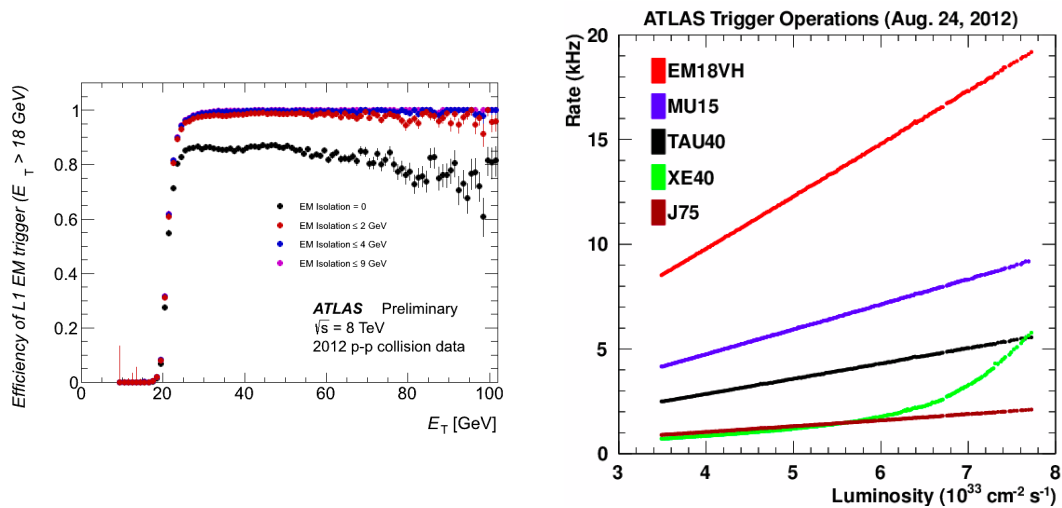 Efficiency of L1 EM trigger (E_T > 18 GeV)
1
0.8
0.6
0.4
0.2
0
0 20 40 60 80 100
E_T [GeV]
EM Isolation = 0
EM Isolation ≤ 2 GeV
EM Isolation ≤ 4 GeV
EM Isolation ≤ 9 GeV
ATLAS Preliminary
√s = 8 TeV
2012 p-p collision data
ATLAS Trigger Operations (Aug. 24, 2012)
Rate (kHz)
20
15
10
5
0
EM18VH
MU15
TAU40
XE40
J75
3 4 5 6 7 8
Luminosity (10³³ cm⁻² s⁻¹)